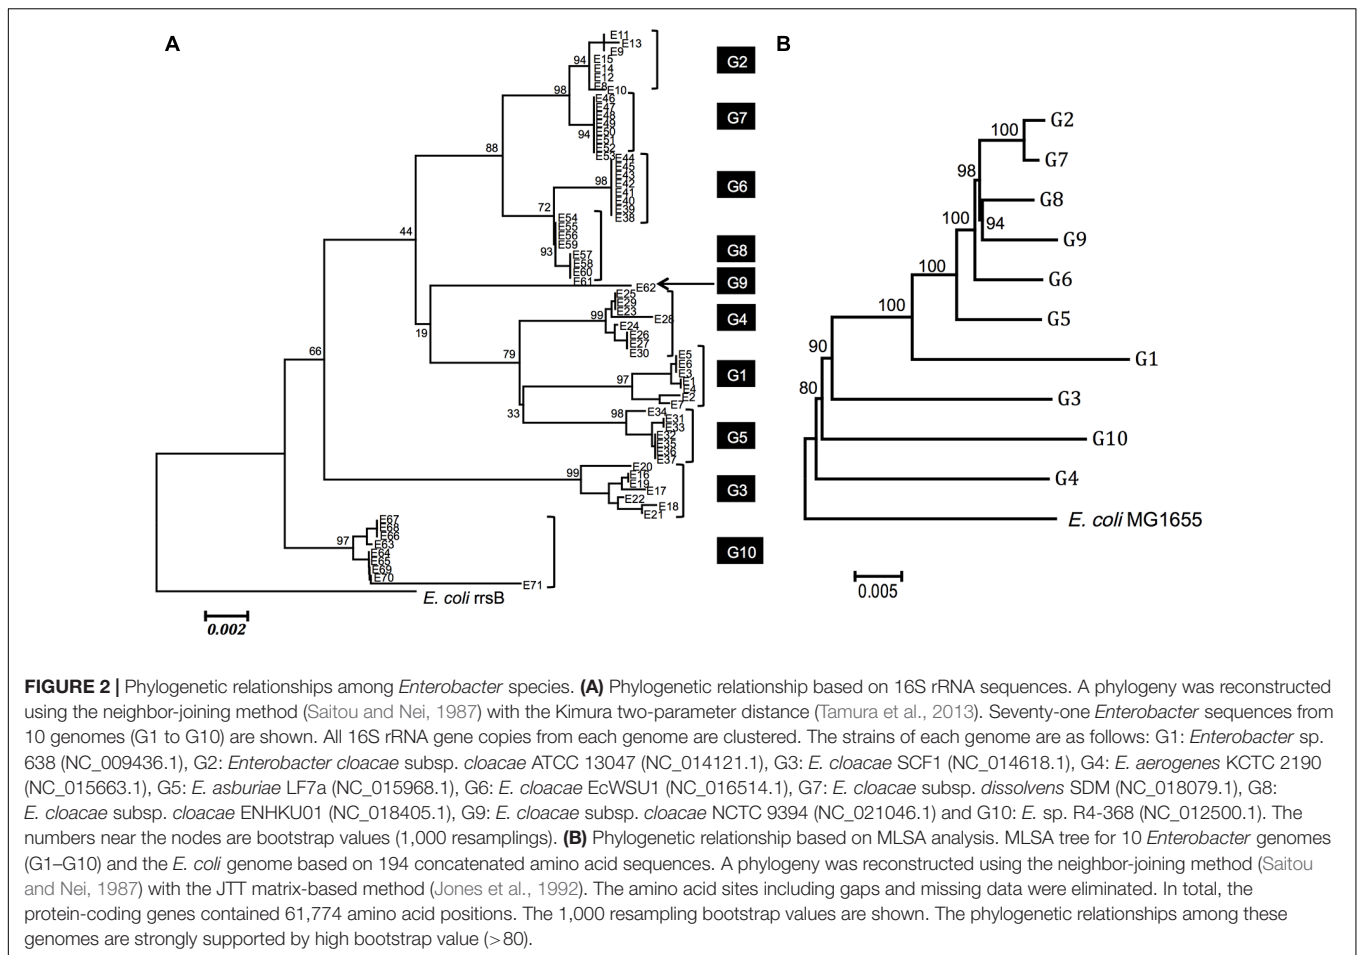 A
B
E11
E13
E9
E15
E14
E12
E8
E10
94
G2
98
E46
E47
E48
E49
E50
E51
E52
E53
94
G7
88
E44
E45
E43
E42
E41
E40
E39
E38
98
G6
72
E54
E55
E56
E59
93
E57
E58
E60
E61
G8
44
E62
G9
19
E25
E29
E23
E28
99
E24
E26
E27
E30
G4
79
66
E5
E6
E3
E1
E4
E2
E7
97
G1
33
98
E34
E31
E33
E32
E35
E36
E37
G5
99
E20
E16
E19
E17
E22
E18
E21
G3
E67
E68
E66
E63
97
E64
E65
E69
E70
E71
G10
E. coli rrsB
0.002
100
G2
G7
98
G8
100
94
G9
100
G6
G5
100
G1
90
G3
80
G10
G4
E. coli MG1655
0.005
FIGURE 2 | Phylogenetic relationships among Enterobacter species. (A) Phylogenetic relationship based on 16S rRNA sequences. A phylogeny was reconstructed
using the neighbor-joining method (Saitou and Nei, 1987) with the Kimura two-parameter distance (Tamura et al., 2013). Seventy-one Enterobacter sequences from
10 genomes (G1 to G10) are shown. All 16S rRNA gene copies from each genome are clustered. The strains of each genome are as follows: G1: Enterobacter sp.
638 (NC_009436.1), G2: Enterobacter cloacae subsp. cloacae ATCC 13047 (NC_014121.1), G3: E. cloacae SCF1 (NC_014618.1), G4: E. aerogenes KCTC 2190
(NC_015663.1), G5: E. asburiae LF7a (NC_015968.1), G6: E. cloacae EcWSU1 (NC_016514.1), G7: E. cloacae subsp. dissolvens SDM (NC_018079.1), G8:
E. cloacae subsp. cloacae ENHKU01 (NC_018405.1), G9: E. cloacae subsp. cloacae NCTC 9394 (NC_021046.1) and G10: E. sp. R4-368 (NC_012500.1). The
numbers near the nodes are bootstrap values (1,000 resamplings). (B) Phylogenetic relationship based on MLSA analysis. MLSA tree for 10 Enterobacter genomes
(G1–G10) and the E. coli genome based on 194 concatenated amino acid sequences. A phylogeny was reconstructed using the neighbor-joining method (Saitou
and Nei, 1987) with the JTT matrix-based method (Jones et al., 1992). The amino acid sites including gaps and missing data were eliminated. In total, the
protein-coding genes contained 61,774 amino acid positions. The 1,000 resampling bootstrap values are shown. The phylogenetic relationships among these
genomes are strongly supported by high bootstrap value (>80).